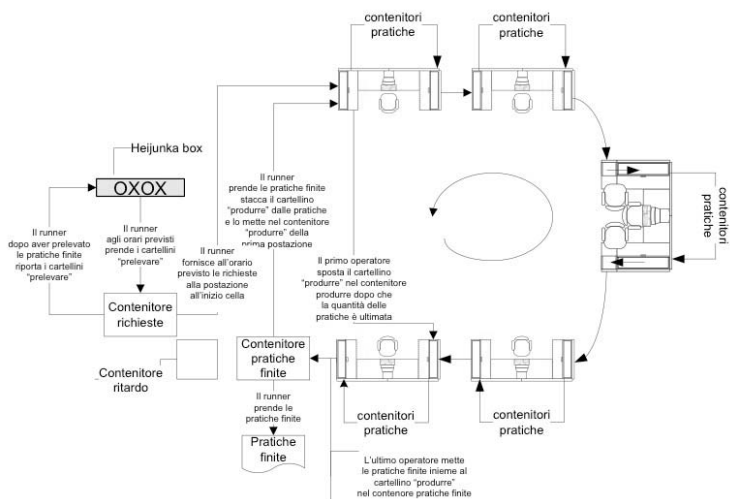 contenitori
pratiche
contenitori
pratiche
Heijunka box
OXOX
Il runner
dopo aver prelevato
le pratiche finite
riporta i cartellini
"prelevare"
Il runner
agli orari previsti
prende i cartellini
"prelevare"
Il runner
fornisce all'orario
previsto le richieste
alla postazione
all'inizio cella
Il runner
prende le pratiche finite
stacca il cartellino
"produrre" dalle pratiche
e lo mette nel contenitore
"produrre" della
prima postazione
Il primo operatore
sposta il cartellino
"produrre" nel contenitore
produrre dopo che
la quantità delle
pratiche è ultimata
contenitori
pratiche
Contenitore
richieste
Contenitore
ritardo
Contenitore
pratiche
finite
Il runner
prende le
pratiche finite
Pratiche
finite
contenitori
pratiche
contenitori
pratiche
L'ultimo operatore mette
le pratiche finite inieme al
cartellino "produrre"
nel contenore pratiche finite